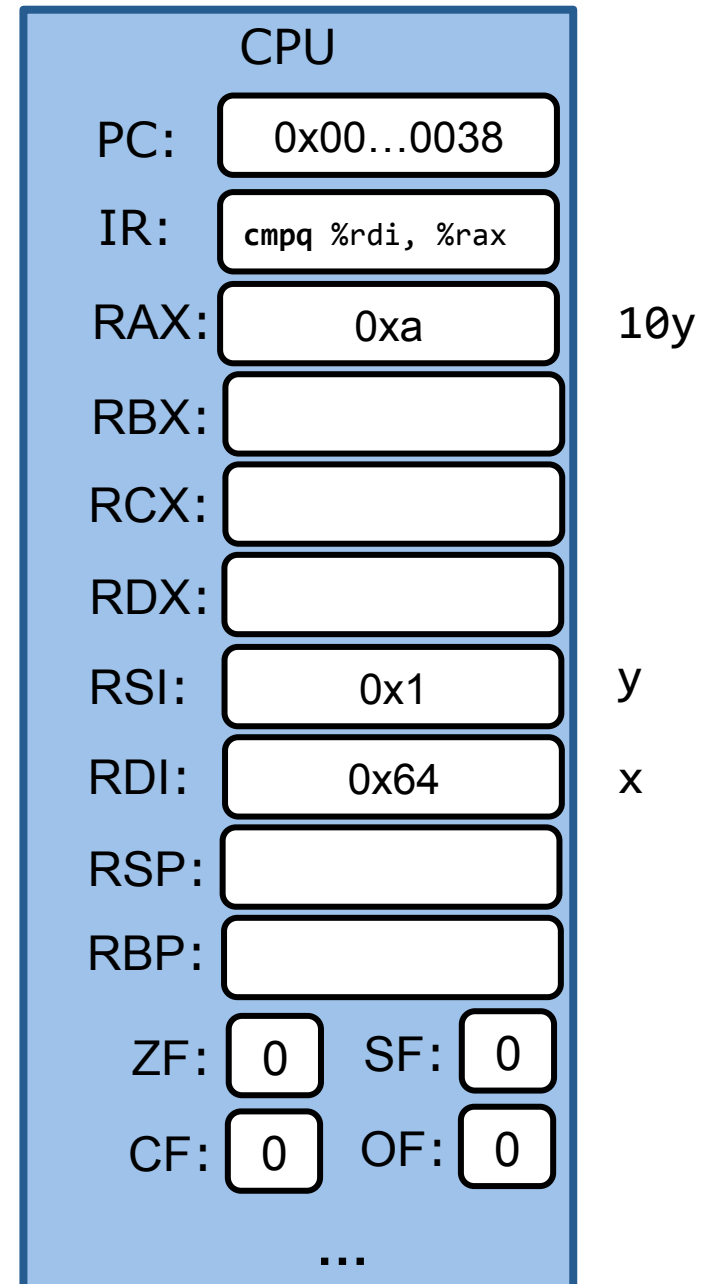 CPU
PC: 0x00…0038
IR: cmpq %rdi, %rax
RAX: 0xa 10y
RBX:
RCX:
RDX:
RSI: 0x1 y
RDI: 0x64 x
RSP:
RBP:
ZF: 0 SF: 0
CF: 0 OF: 0
…